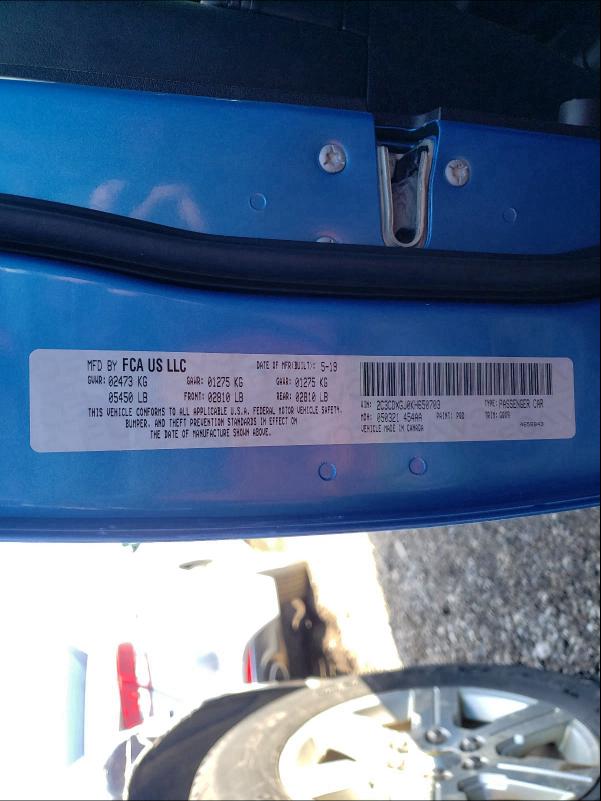 MFD BY FCA US LLC DATE OF MFR(BUILT): 5-19
GVWR: 02473 KG GAWR: 01275 KG GAWR: 01275 KG
05450 LB FRONT: 02810 LB REAR: 02810 LB
THIS VEHICLE CONFORMS TO ALL APPLICABLE U.S.A. FEDERAL MOTOR VEHICLE SAFETY,
BUMPER, AND THEFT PREVENTION STANDARDS IN EFFECT ON
THE DATE OF MANUFACTURE SHOWN ABOVE.
VIN: 2C3CDXGJ0KH650703 TYPE: PASSENGER CAR
MDH: 050321 454AA PAINT: PBD TRIM:
VEHICLE MADE IN CANADA